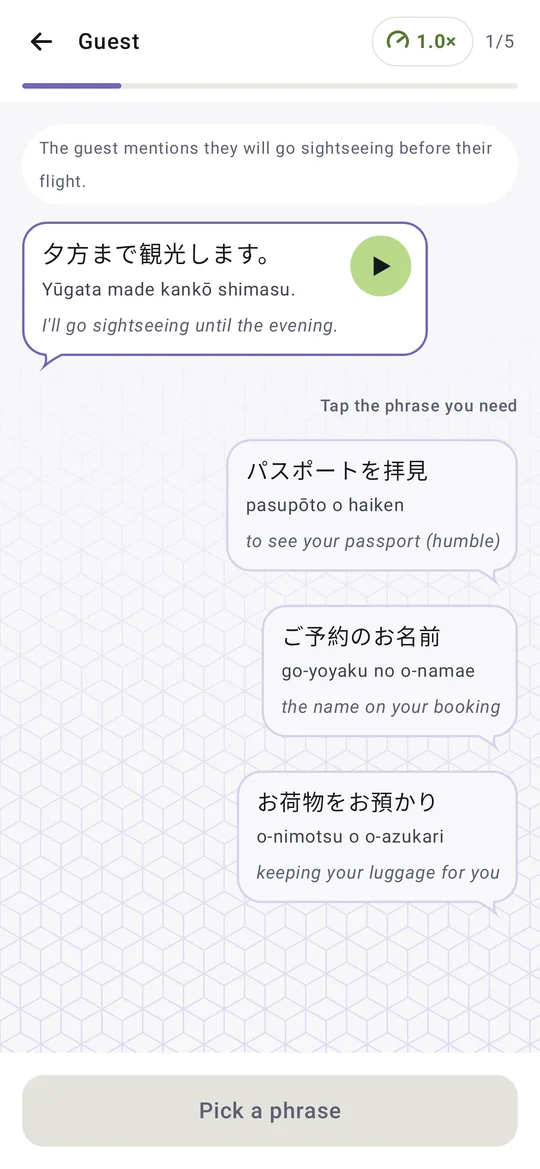 Guest
1.0×
1/5
The guest mentions they will go sightseeing before their
flight.
夕方まで観光します。
Yūgata made kankō shimasu.
I'll go sightseeing until the evening.
Tap the phrase you need
パスポートを拝見
pasupōto o haiken
to see your passport (humble)
ご予約のお名前
go-yoyaku no o-namae
the name on your booking
お荷物をお預かり
o-nimotsu o o-azukari
keeping your luggage for you
Pick a phrase